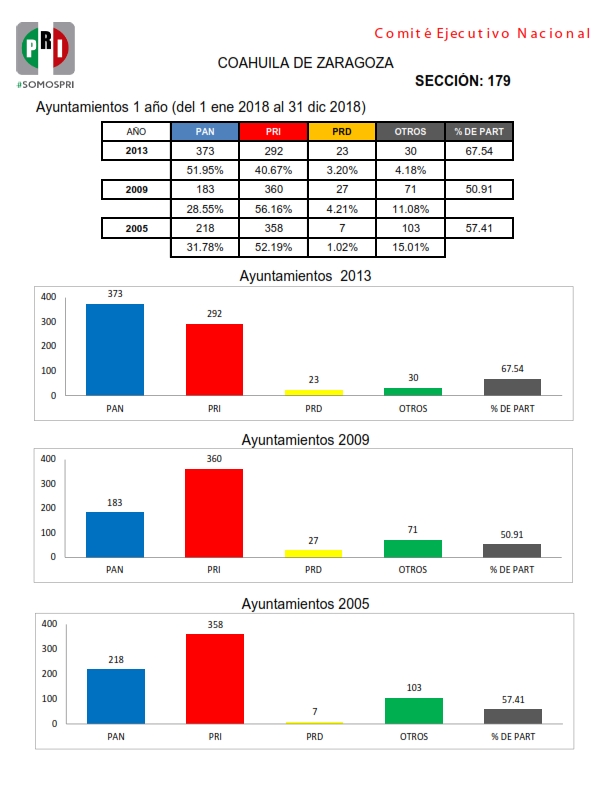 Comité Ejecutivo Nacional
PRI
#SOMOSPRI
COAHUILA DE ZARAGOZA
SECCIÓN: 179
Ayuntamientos 1 año (del 1 ene 2018 al 31 dic 2018)
AÑO PAN PRI PRD OTROS % DE PART
2013 373 292 23 30 67.54
51.95% 40.67% 3.20% 4.18%
2009 183 360 27 71 50.91
28.55% 56.16% 4.21% 11.08%
2005 218 358 7 103 57.41
31.78% 52.19% 1.02% 15.01%
Ayuntamientos 2013
400
300
200
100
0
373
292
23
30
67.54
PAN PRI PRD OTROS % DE PART
Ayuntamientos 2009
400
300
200
100
0
183
360
27
71
50.91
PAN PRI PRD OTROS % DE PART
Ayuntamientos 2005
400
300
200
100
0
218
358
7
103
57.41
PAN PRI PRD OTROS % DE PART